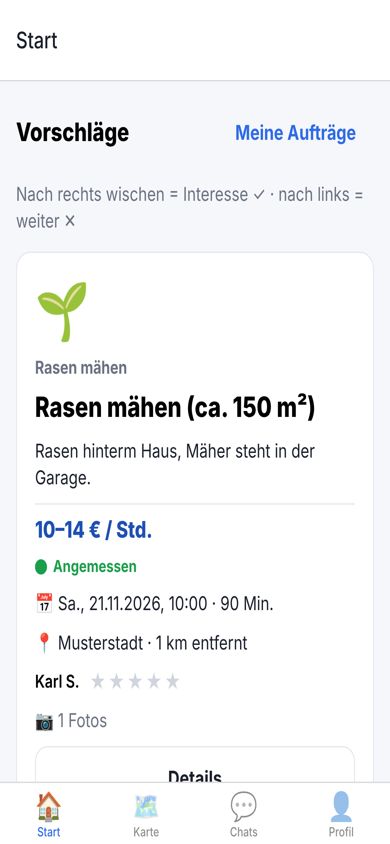 Start
Vorschläge
Meine Aufträge
Nach rechts wischen = Interesse ✓ · nach links =
weiter ✕
Rasen mähen
Rasen mähen (ca. 150 m²)
Rasen hinterm Haus, Mäher steht in der
Garage.
10–14 € / Std.
Angemessen
Sa., 21.11.2026, 10:00 · 90 Min.
Musterstadt · 1 km entfernt
Karl S. ★★★★★
1 Fotos
Details
Start
Karte
Chats
Profil